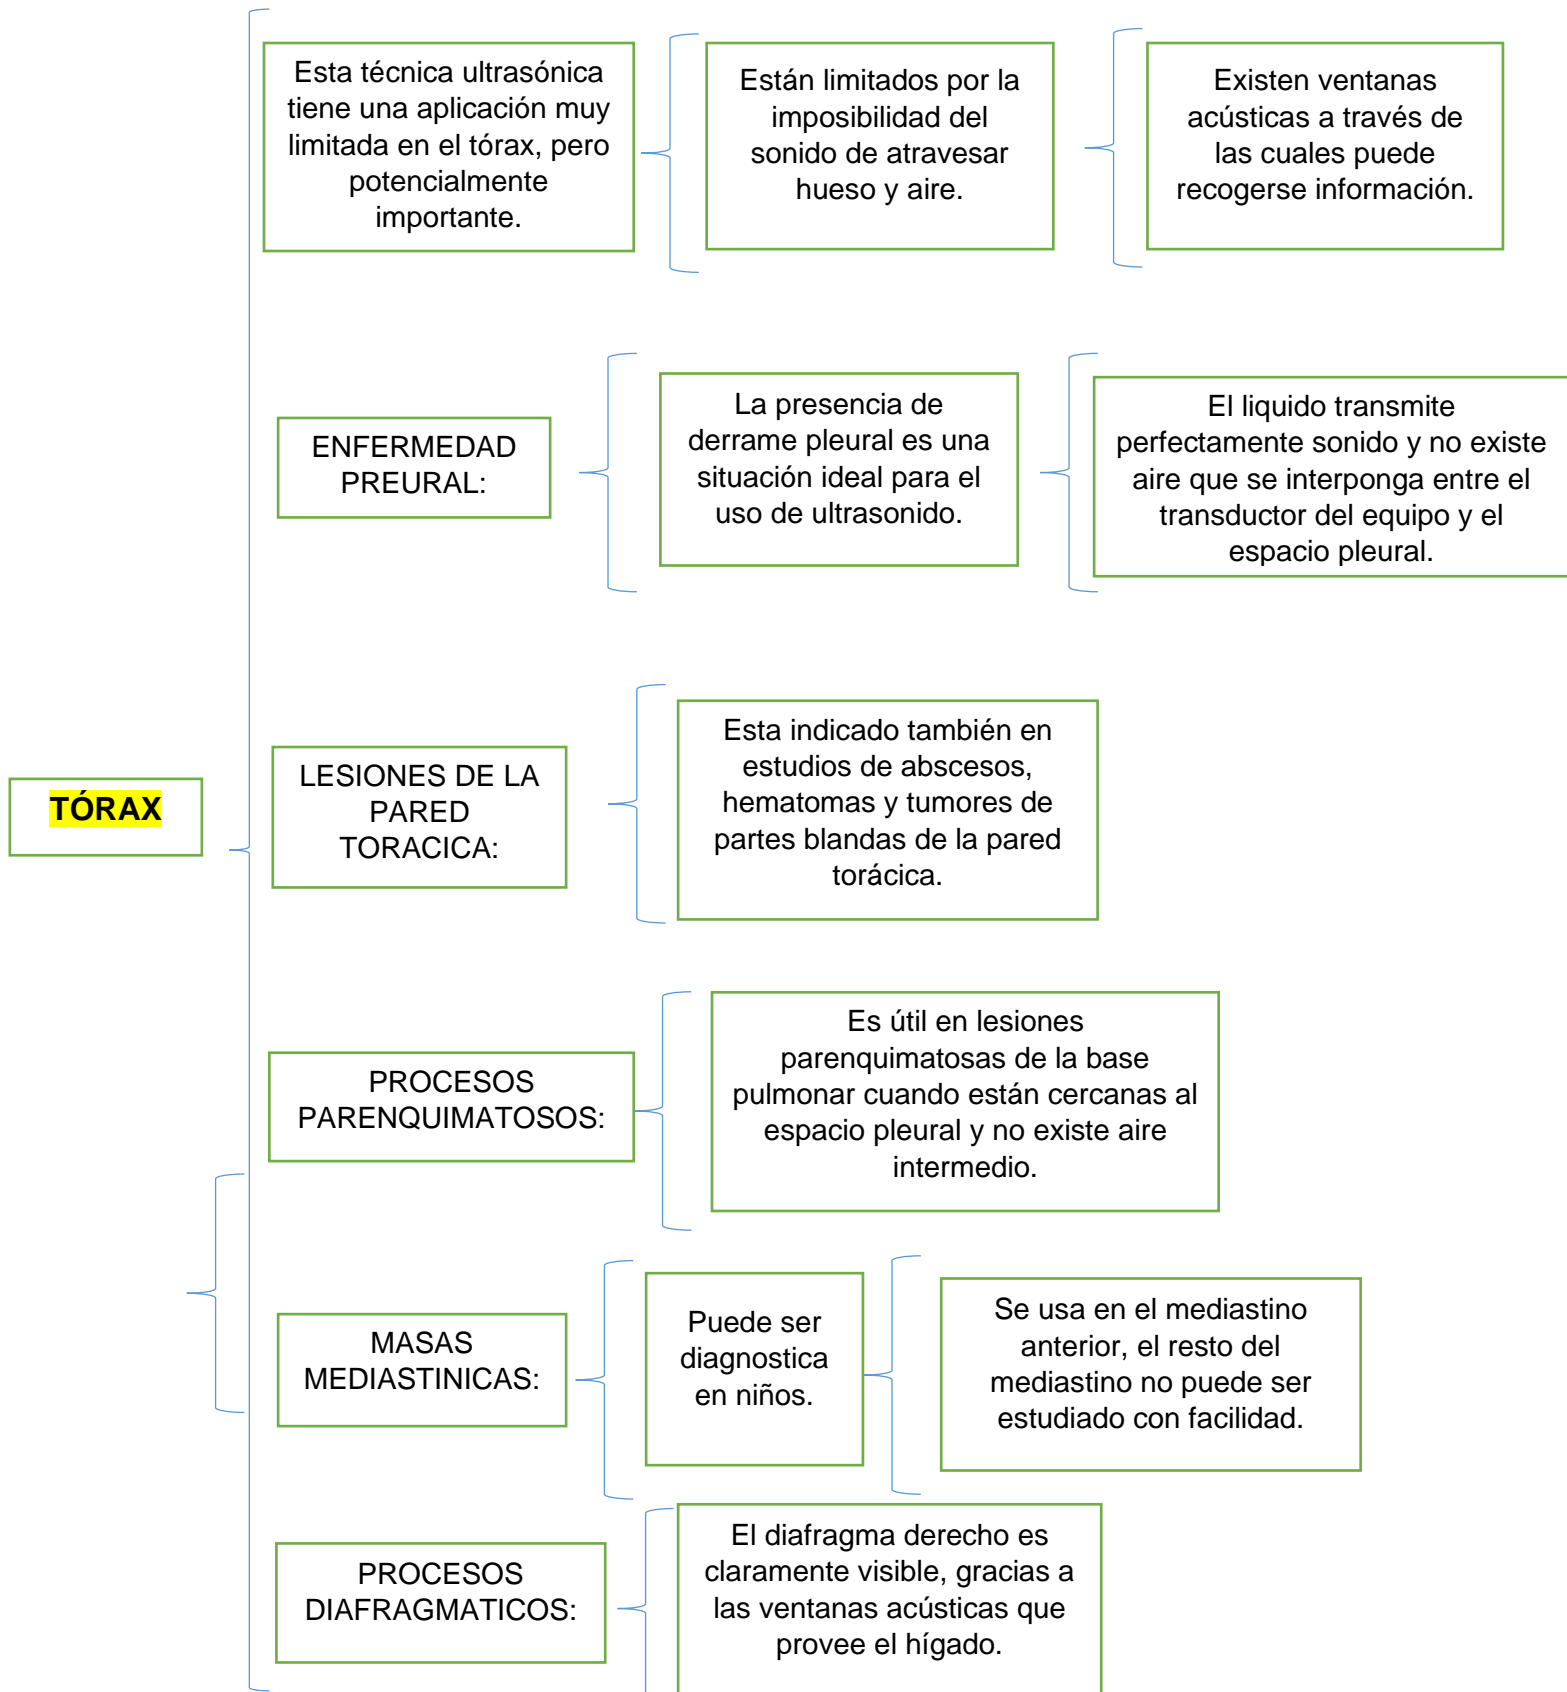 Esta técnica ultrasónica
tiene una aplicación muy
limitada en el tórax, pero
potencialmente
importante.
Están limitados por la
imposibilidad del
sonido de atravesar
hueso y aire.
Existen ventanas
acústicas a través de
las cuales puede
recogerse información.
ENFERMEDAD
PREURAL:
La presencia de
derrame pleural es una
situación ideal para el
uso de ultrasonido.
El liquido transmite
perfectamente sonido y no existe
aire que se interponga entre el
transductor del equipo y el
espacio pleural.
TÓRAX
LESIONES DE LA
PARED
TORACICA:
Esta indicado también en
estudios de abscesos,
hematomas y tumores de
partes blandas de la pared
torácica.
PROCESOS
PARENQUIMATOSOS:
Es útil en lesiones
parenquimatosas de la base
pulmonar cuando están cercanas al
espacio pleural y no existe aire
intermedio.
MASAS
MEDIASTINICAS:
Puede ser
diagnostica
en niños.
Se usa en el mediastino
anterior, el resto del
mediastino no puede ser
estudiado con facilidad.
PROCESOS
DIAFRAGMATICOS:
El diafragma derecho es
claramente visible, gracias a
las ventanas acústicas que
provee el hígado.